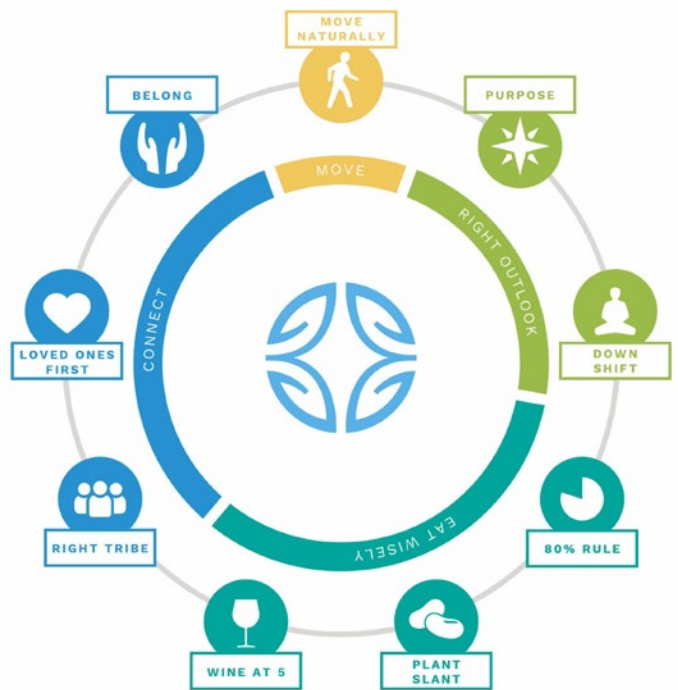 MOVE
NATURALLY
BELONG
PURPOSE
MOVE
RIGHT OUTLOOK
CONNECT
LOVED ONES
FIRST
DOWN
SHIFT
EAT WISELY
RIGHT TRIBE
80% RULE
WINE AT 5
PLANT
SLANT